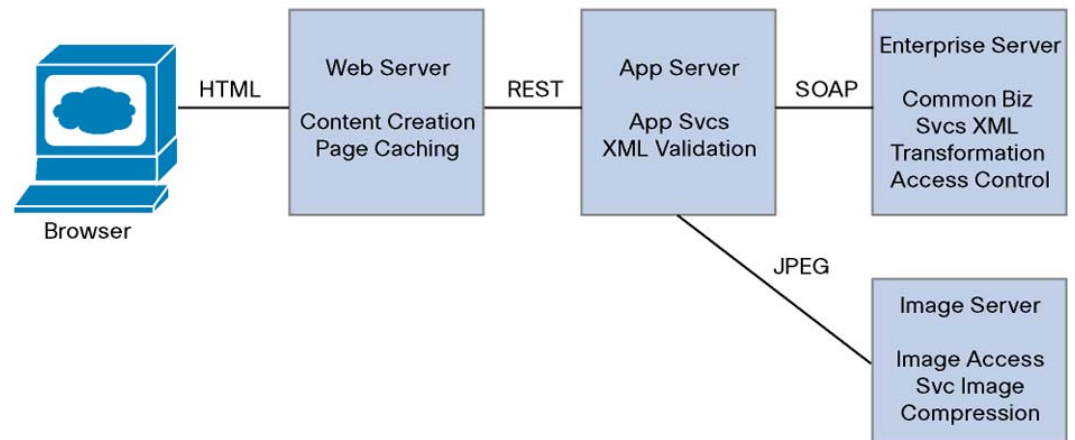 Browser
HTML
Web Server
Content Creation
Page Caching
REST
App Server
App Svcs
XML Validation
SOAP
Enterprise Server
Common Biz
Svcs XML
Transformation
Access Control
JPEG
Image Server
Image Access
Svc Image
Compression